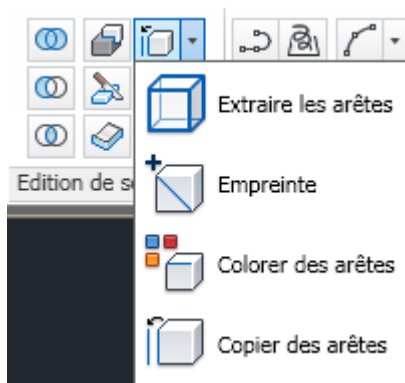 Extraire les arêtes
Edition de s
Empreinte
Colorer des arêtes
Copier des arêtes